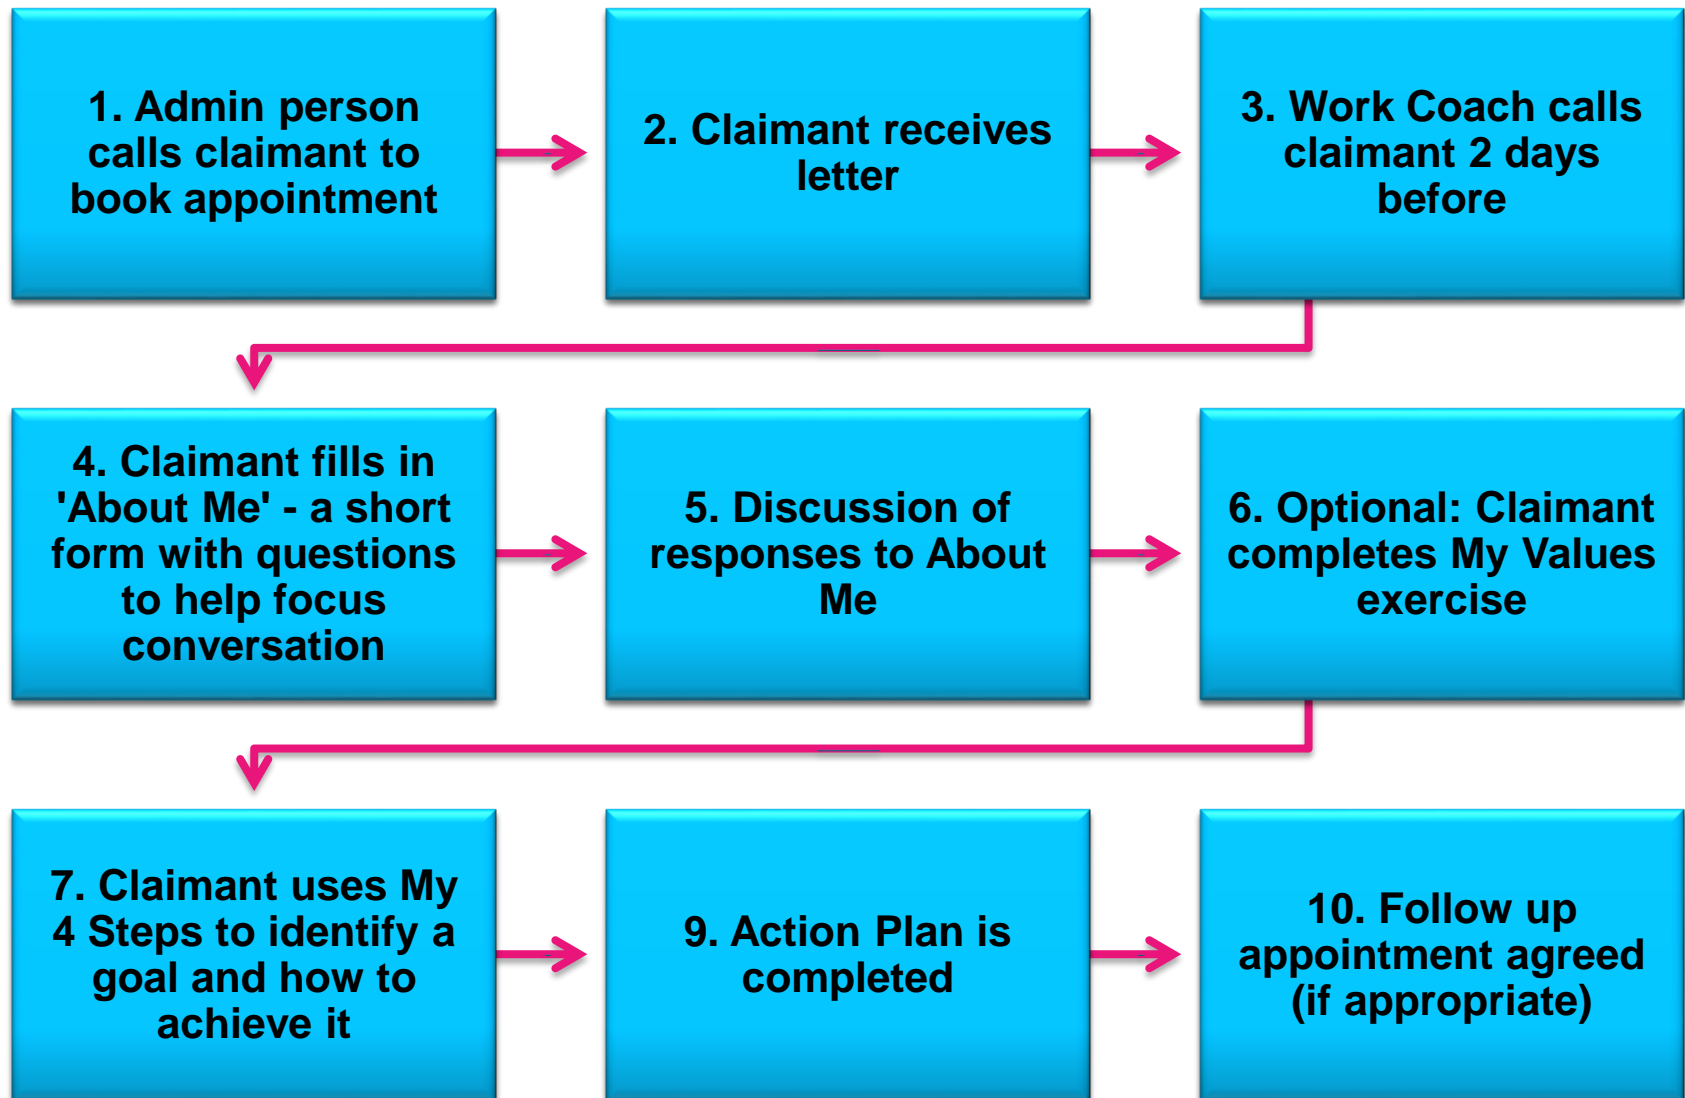 1. Admin person
calls claimant to
book appointment
2. Claimant receives
letter
3. Work Coach calls
claimant 2 days
before
4. Claimant fills in
'About Me' - a short
form with questions
to help focus
conversation
5. Discussion of
responses to About
Me
6. Optional: Claimant
completes My Values
exercise
7. Claimant uses My
4 Steps to identify a
goal and how to
achieve it
9. Action Plan is
completed
10. Follow up
appointment agreed
(if appropriate)